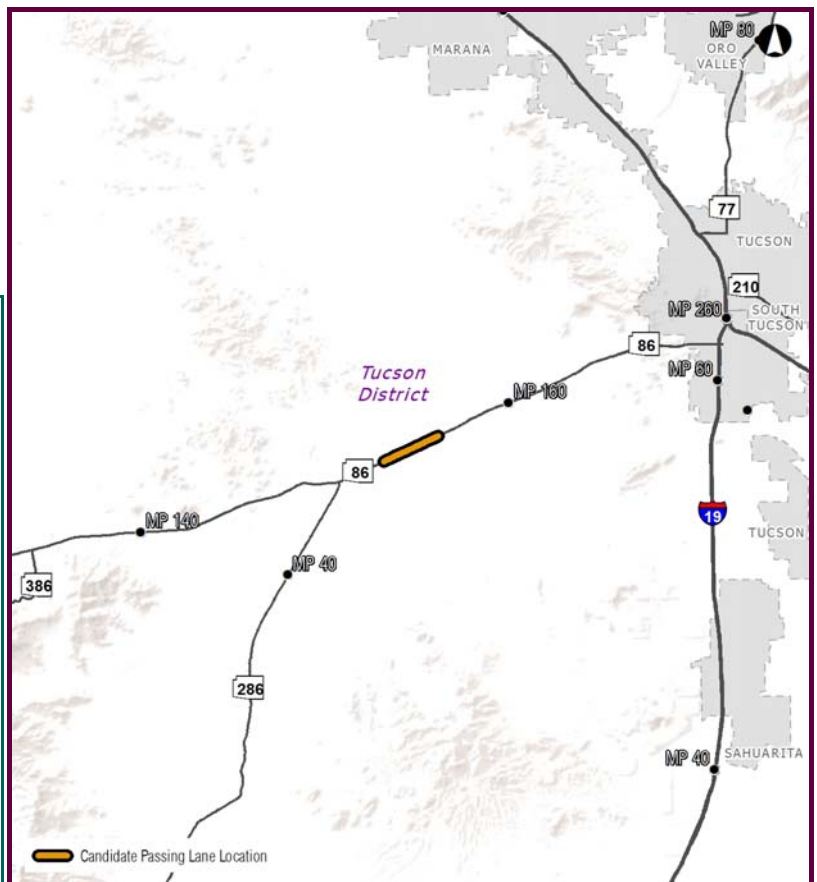 MP 80
MARANA
ORO
VALLEY
77
TUCSON
210
MP 260
SOUTH
TUCSON
86
MP 60
Tucson
District
MP 160
86
MP 140
19
TUCSON
MP 40
386
286
MP 40
SAHUARITA
Candidate Passing Lane Location